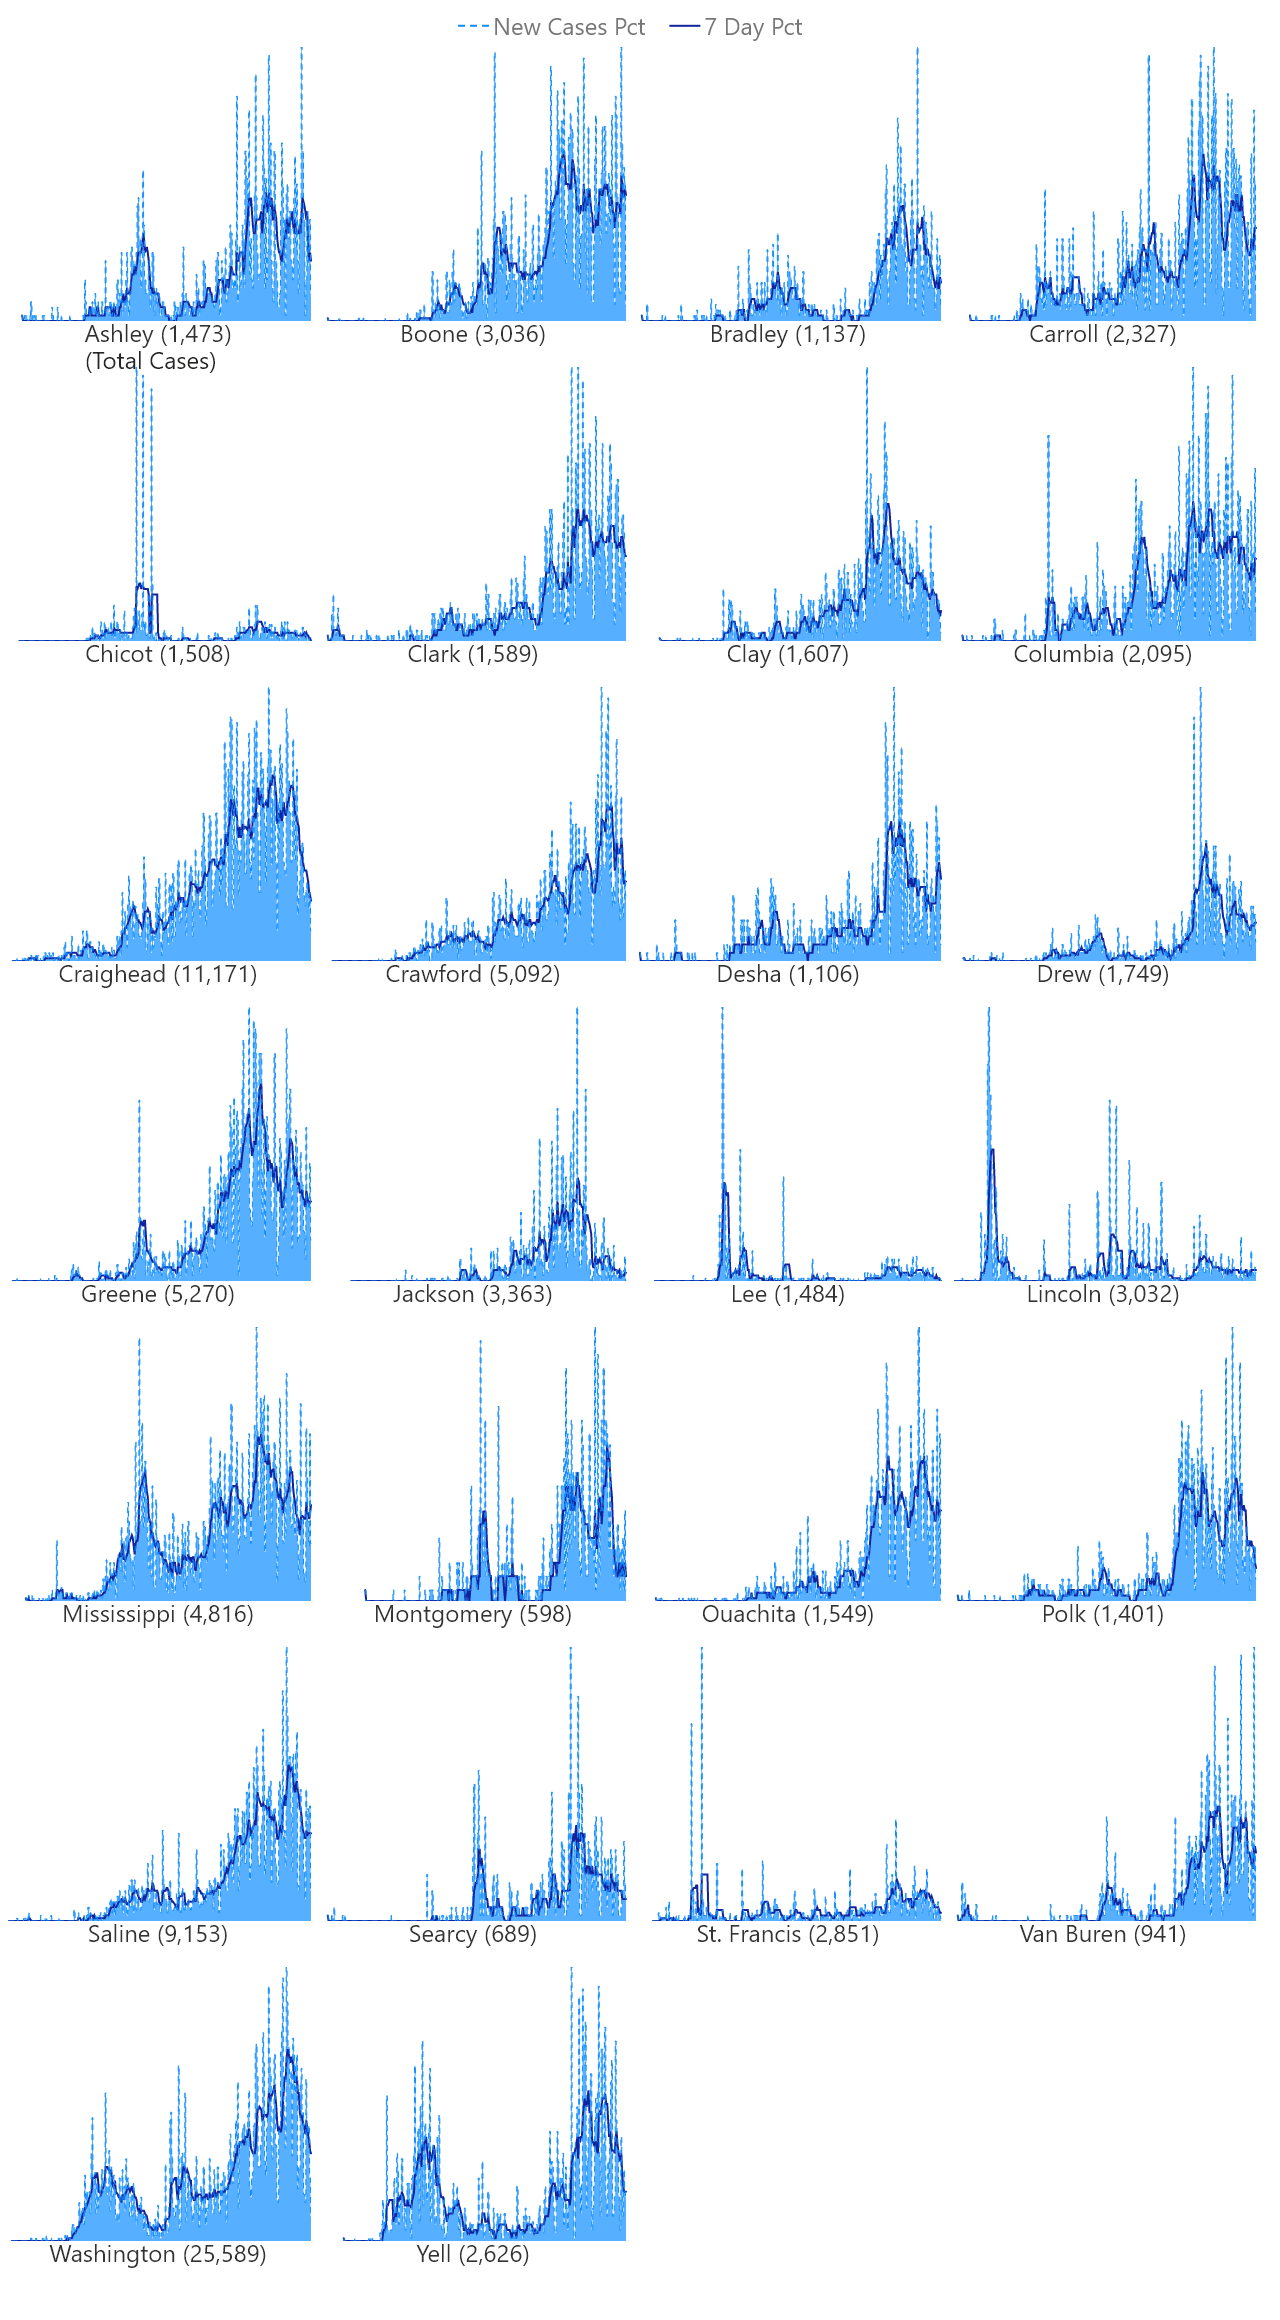 New Cases Pct 7 Day Pct
Ashley (1,473)
(Total Cases)
Boone (3,036)
Bradley (1,137)
Carroll (2,327)
Chicot (1,508)
Clark (1,589)
Clay (1,607)
Columbia (2,095)
Craighead (11,171)
Crawford (5,092)
Desha (1,106)
Drew (1,749)
Greene (5,270)
Jackson (3,363)
Lee (1,484)
Lincoln (3,032)
Mississippi (4,816)
Montgomery (598)
Ouachita (1,549)
Polk (1,401)
Saline (9,153)
Searcy (689)
St. Francis (2,851)
Van Buren (941)
Washington (25,589)
Yell (2,626)